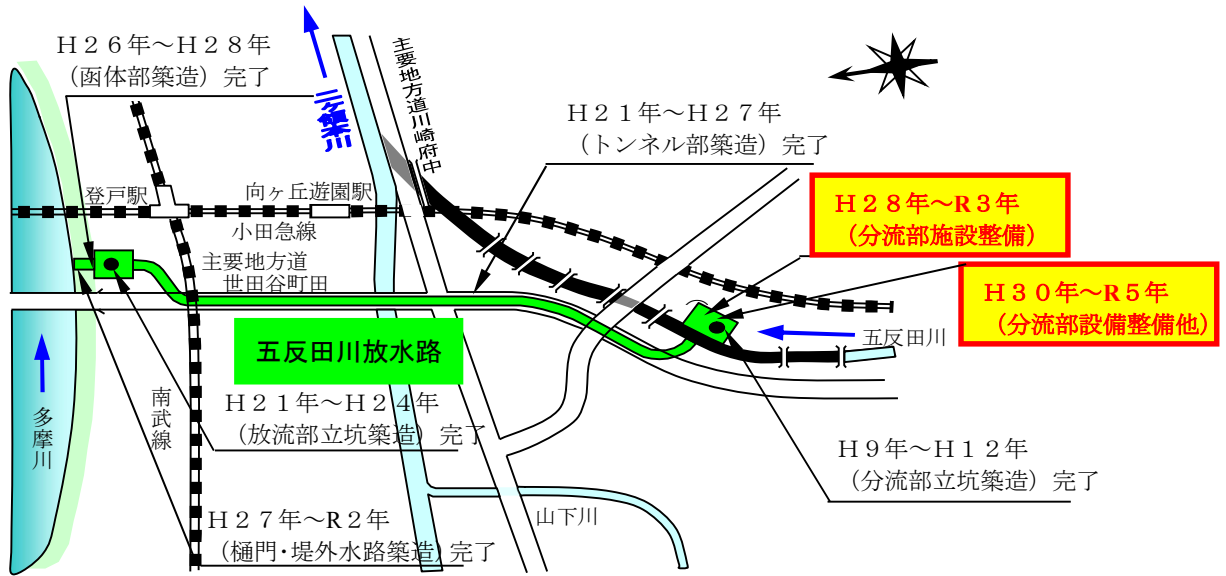 H26年~H28年
(函体部築造)完了
二ヶ領本川
主要地方道川崎府中
H21年~H27年
(トンネル部築造)完了
登戸駅
向ヶ丘遊園駅
小田急線
H28年~R3年
(分流部施設整備)
主要地方道
世田谷町田
H30年~R5年
(分流部設備整備他)
五反田川
五反田川放水路
多摩川
南武線
H21年~H24年
(放流部立坑築造)完了
H9年~H12年
(分流部立坑築造)完了
山下川
H27年~R2年
(樋門・堤外水路築造)完了